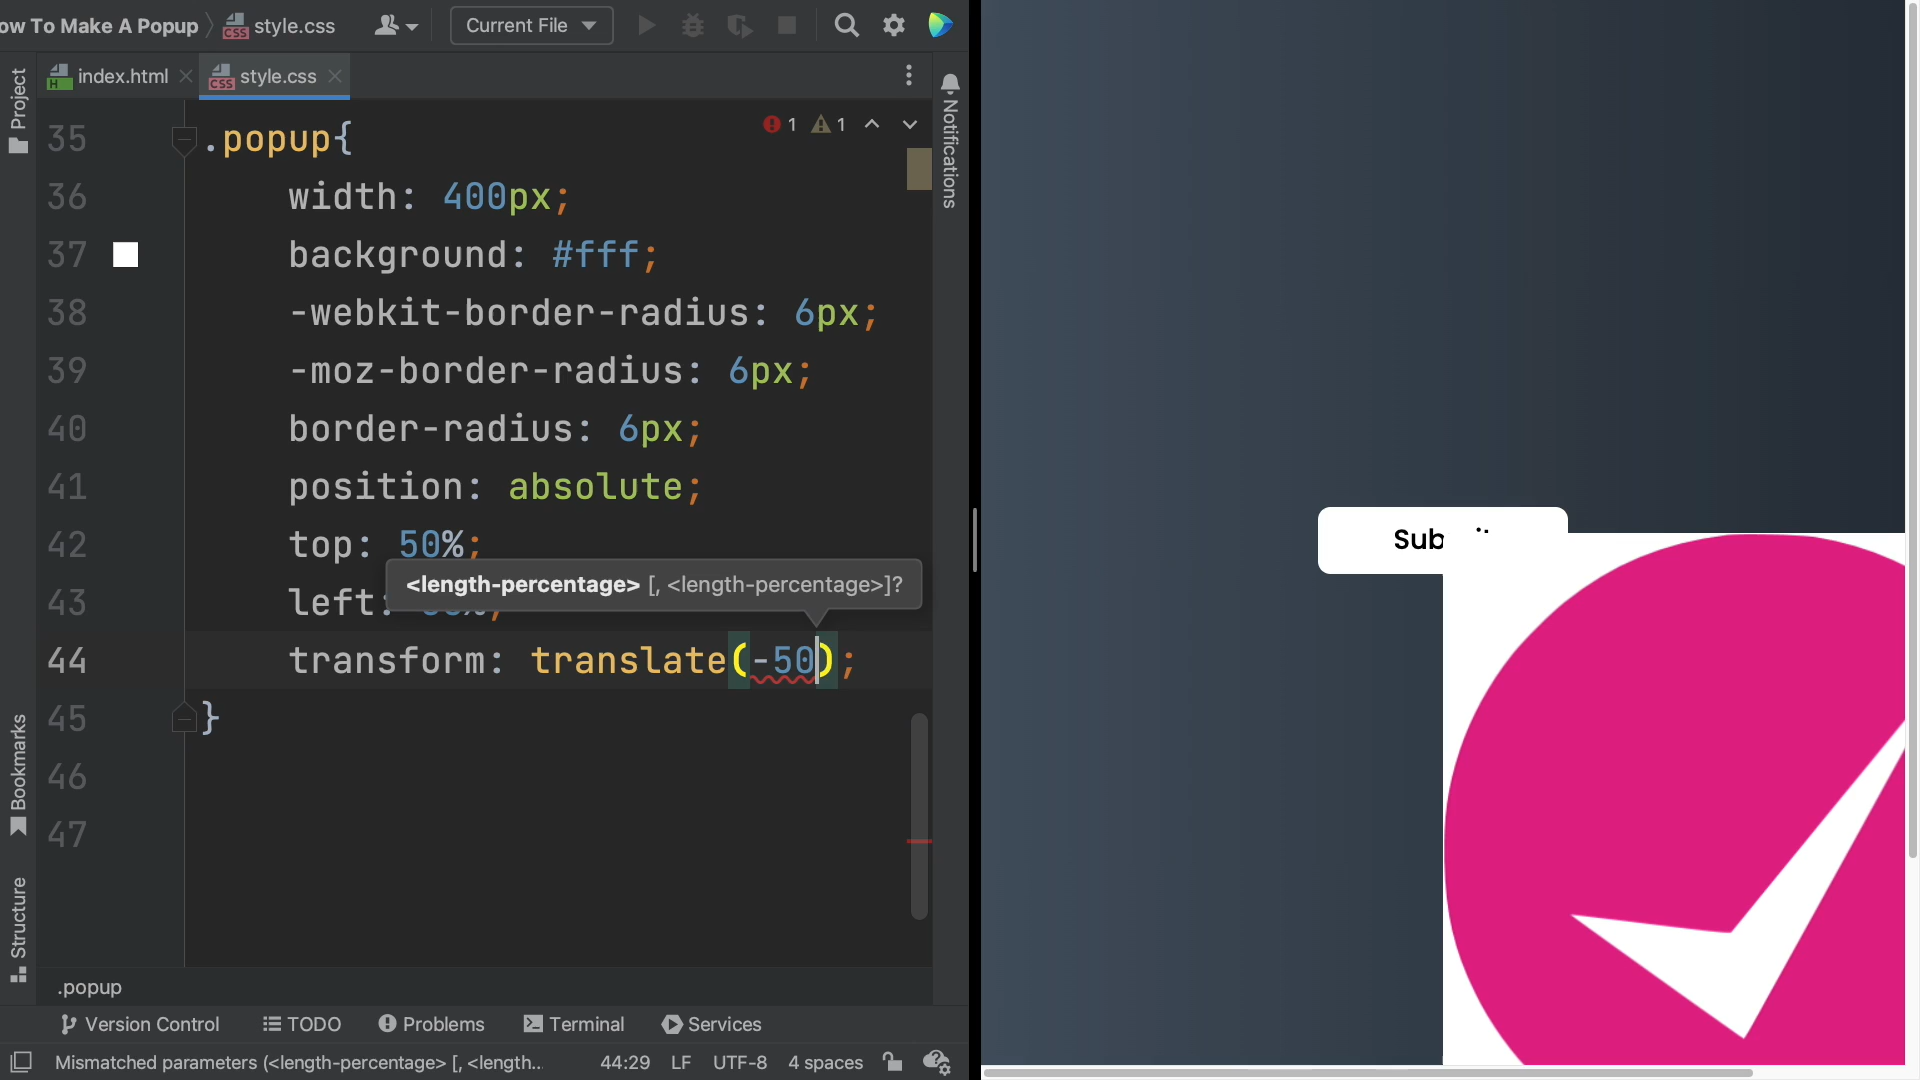 ow To Make A Popup
style.css
Current File
index.html
style.css
Project
Notifications
1
1
35 .popup{
36 width: 400px;
37 background: #fff;
38 -webkit-border-radius: 6px;
39 -moz-border-radius: 6px;
40 border-radius: 6px;
41 position: absolute;
42 top: 50%;
<length-percentage> [, <length-percentage>]?
43 left:
44 transform: translate(-50);
45 }
46
47
Bookmarks
Structure
.popup
Version Control
TODO
Problems
Terminal
Services
Mismatched parameters (<length-percentage> [, <length...
44:29
LF
UTF-8
4 spaces